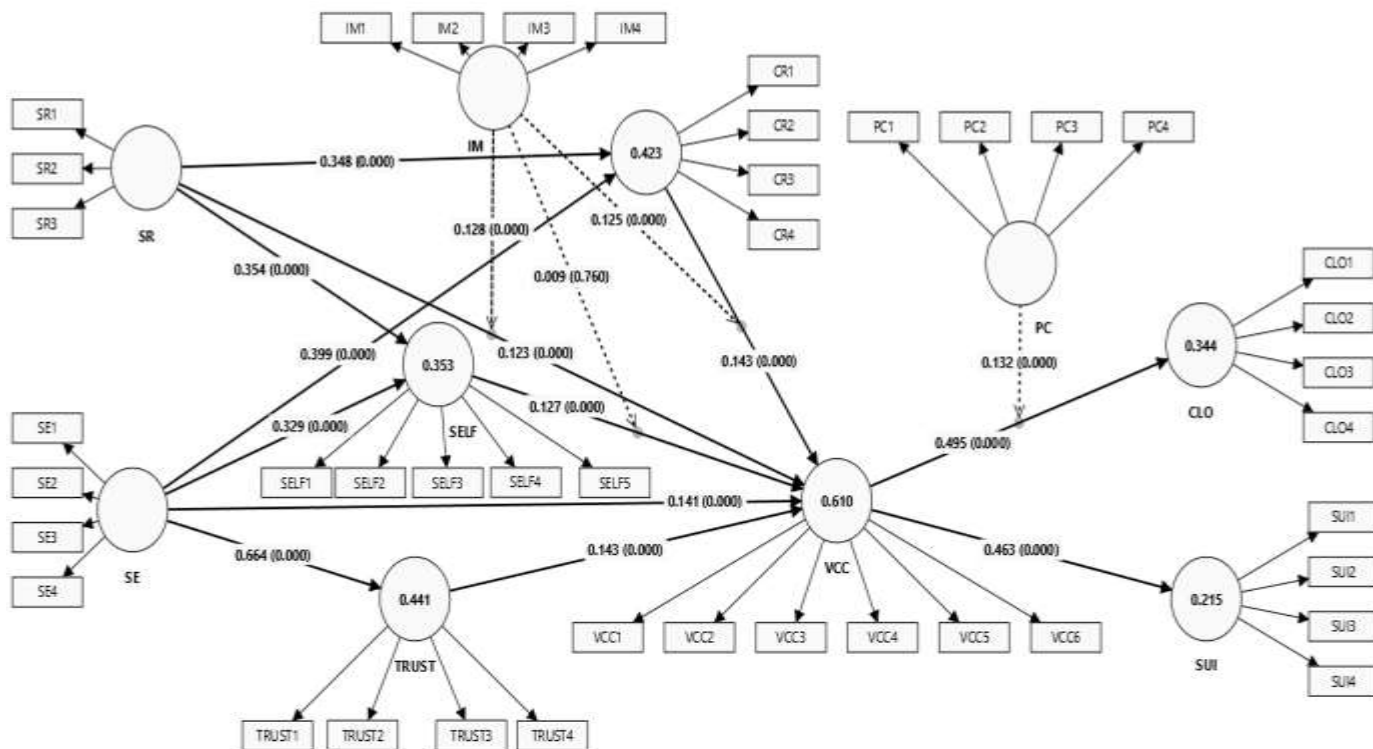 IM1
IM2
IM3
IM4
CR1
CR2
CR3
CR4
SR1
SR2
SR3
SR
IM
0.423
PC1
PC2
PC3
PC4
PC
0.348 (0.000)
0.128 (0.000)
0.125 (0.000)
0.009 (0.760)
0.354 (0.000)
0.399 (0.000)
0.353
0.123 (0.000)
0.143 (0.000)
0.132 (0.000)
0.344
CLO1
CLO2
CLO3
CLO4
CLO
SE1
SE2
SE3
SE4
SE
0.329 (0.000)
SELF
0.127 (0.000)
SELF1
SELF2
SELF3
SELF4
SELF5
0.495 (0.000)
0.141 (0.000)
0.610
VCC
0.664 (0.000)
0.143 (0.000)
0.463 (0.000)
0.441
TRUST
VCC1
VCC2
VCC3
VCC4
VCC5
VCC6
0.215
SUI
SUI1
SUI2
SUI3
SUI4
TRUST1
TRUST2
TRUST3
TRUST4